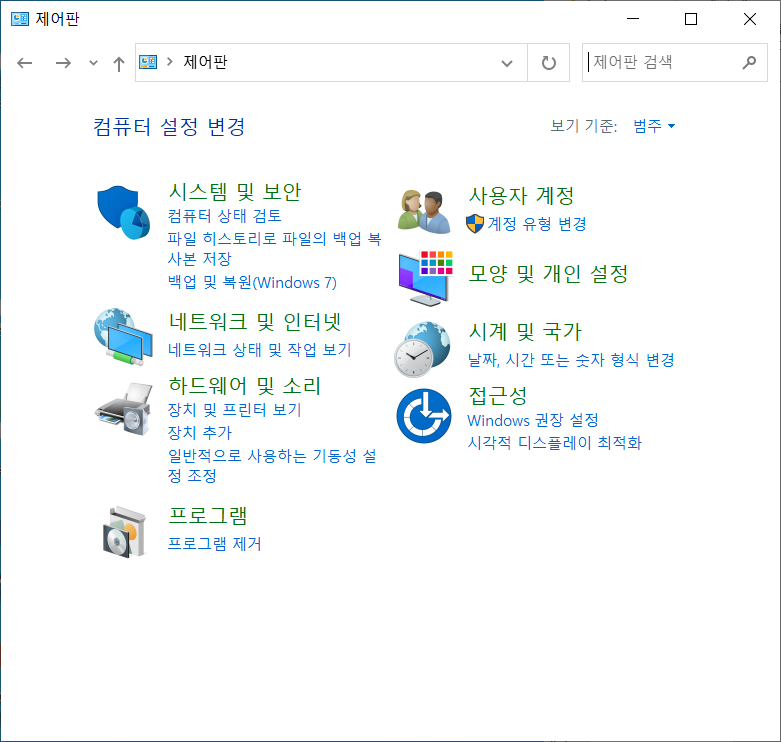 제어판
제어판
제어판 검색
컴퓨터 설정 변경
보기 기준: 범주
시스템 및 보안
컴퓨터 상태 검토
파일 히스토리로 파일의 백업 복
사본 저장
백업 및 복원(Windows 7)
네트워크 및 인터넷
네트워크 상태 및 작업 보기
하드웨어 및 소리
장치 및 프린터 보기
장치 추가
일반적으로 사용하는 기동성 설
정 조정
프로그램
프로그램 제거
사용자 계정
계정 유형 변경
모양 및 개인 설정
시계 및 국가
날짜, 시간 또는 숫자 형식 변경
접근성
Windows 권장 설정
시각적 디스플레이 최적화